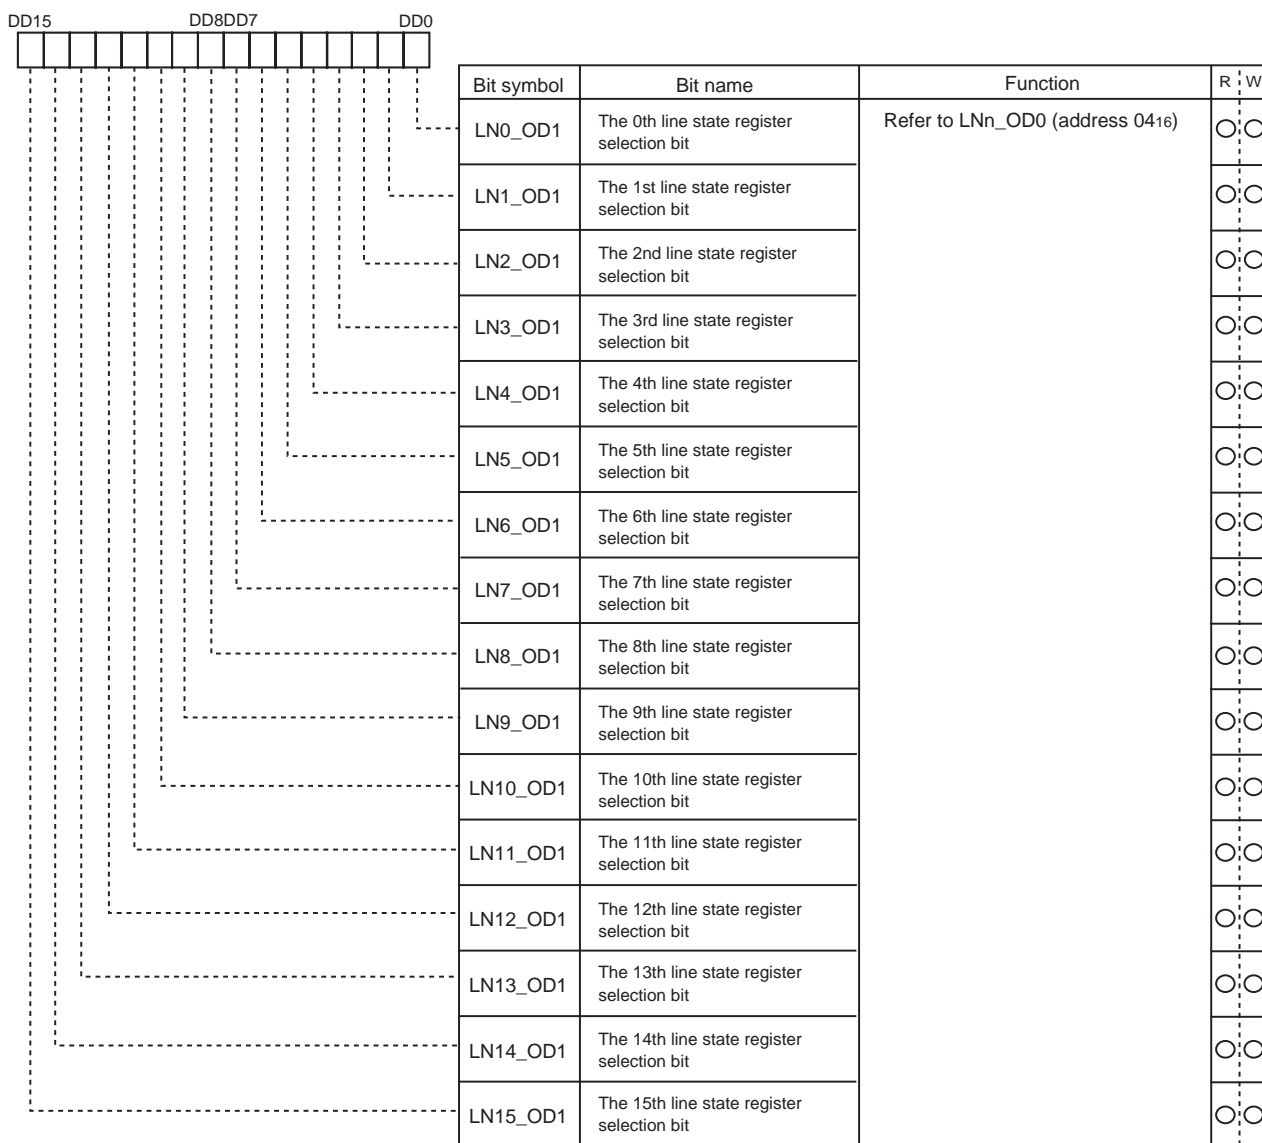 DD15 DD8DD7 DD0
Bit symbol Bit name Function R W
LN0_OD1 The 0th line state register Refer to LNn_OD0 (address 0416)
selection bit
LN1_OD1 The 1st line state register
selection bit
LN2_OD1 The 2nd line state register
selection bit
LN3_OD1 The 3rd line state register
selection bit
LN4_OD1 The 4th line state register
selection bit
LN5_OD1 The 5th line state register
selection bit
LN6_OD1 The 6th line state register
selection bit
LN7_OD1 The 7th line state register
selection bit
LN8_OD1 The 8th line state register
selection bit
LN9_OD1 The 9th line state register
selection bit
LN10_OD1 The 10th line state register
selection bit
LN11_OD1 The 11th line state register
selection bit
LN12_OD1 The 12th line state register
selection bit
LN13_OD1 The 13th line state register
selection bit
LN14_OD1 The 14th line state register
selection bit
LN15_OD1 The 15th line state register
selection bit